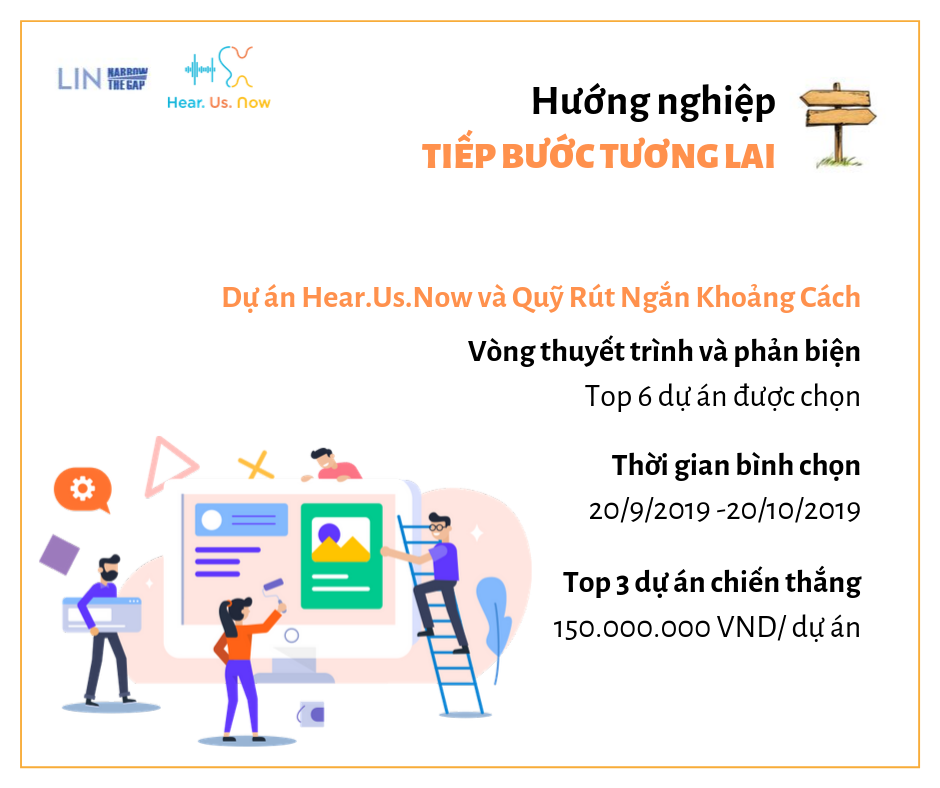 LIN NARROW THE GAP
Hear. Us. Now
Hướng nghiệp
TIẾP BƯỚC TƯƠNG LAI
Dự án Hear.Us.Now và Quỹ Rút Ngắn Khoảng Cách
Vòng thuyết trình và phản biện
Top 6 dự án được chọn
Thời gian bình chọn
20/9/2019 -20/10/2019
Top 3 dự án chiến thắng
150.000.000 VND/ dự án